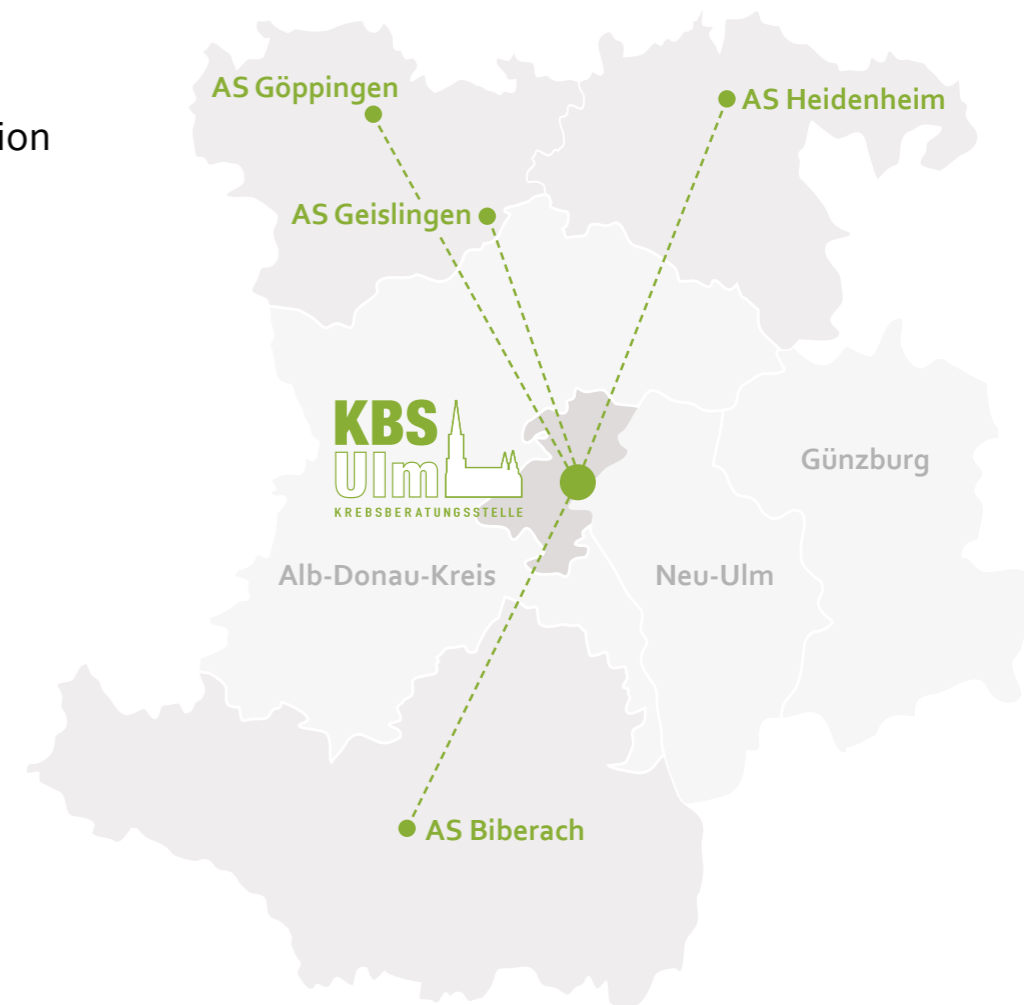 AS Göppingen
AS Heidenheim
ion
AS Geislingen
KBS
Ulm
KREBSBERATUNGSSTELLE
Günzburg
Alb-Donau-Kreis
Neu-Ulm
AS Biberach